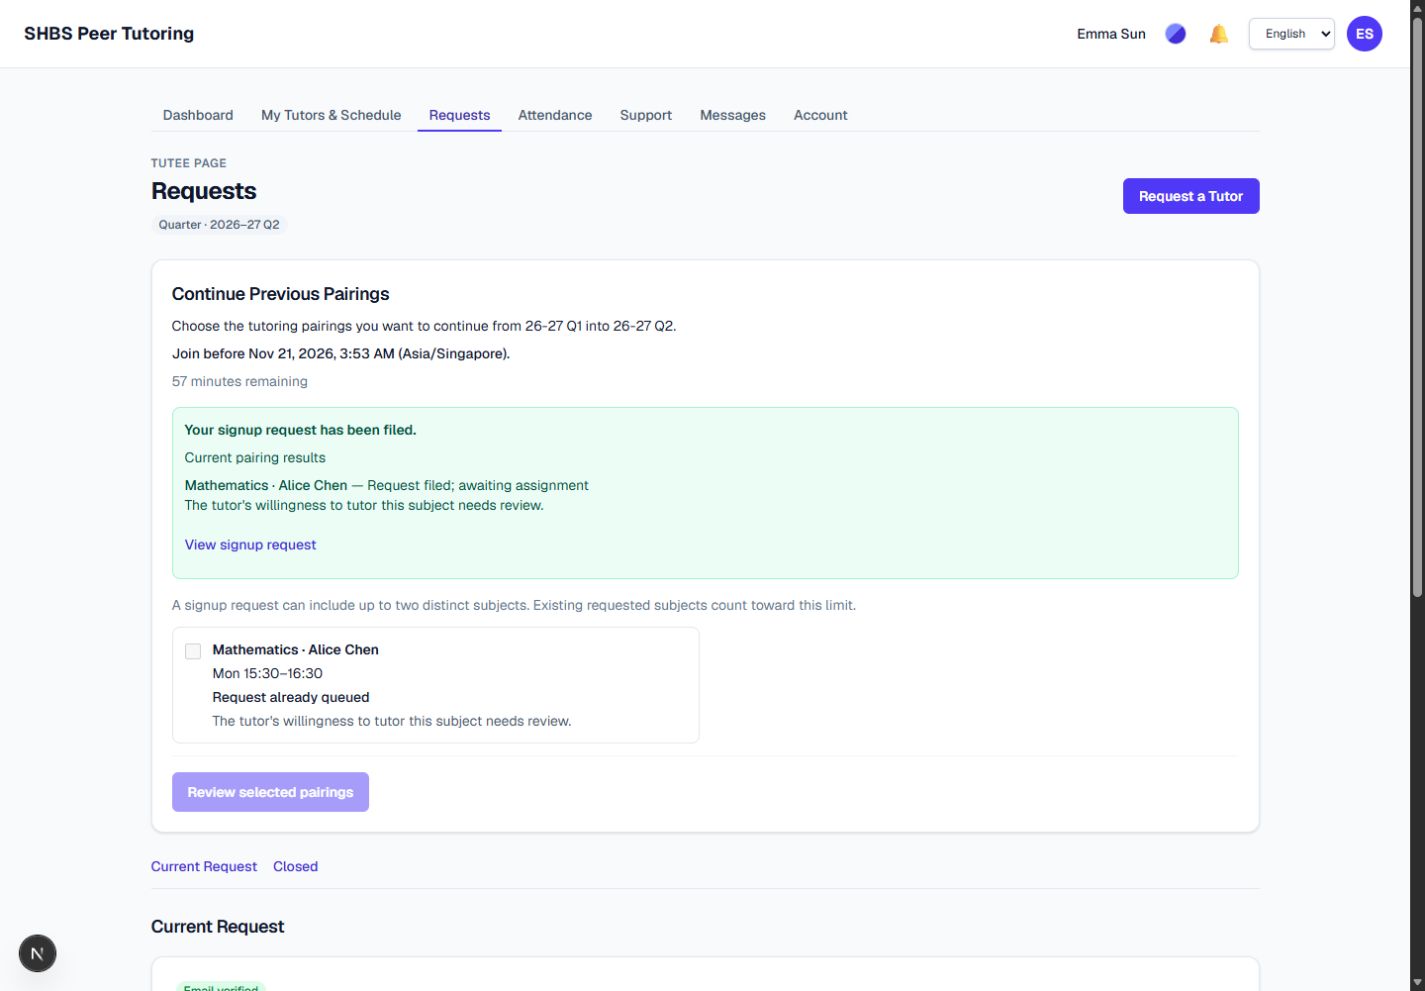 SHBS Peer Tutoring
Emma Sun
English
ES
Dashboard
My Tutors & Schedule
Requests
Attendance
Support
Messages
Account
TUTEE PAGE
Requests
Quarter · 2026–27 Q2
Request a Tutor
Continue Previous Pairings
Choose the tutoring pairings you want to continue from 26-27 Q1 into 26-27 Q2.
Join before Nov 21, 2026, 3:53 AM (Asia/Singapore).
57 minutes remaining
Your signup request has been filed.
Current pairing results
Mathematics · Alice Chen — Request filed; awaiting assignment
The tutor's willingness to tutor this subject needs review.
View signup request
A signup request can include up to two distinct subjects. Existing requested subjects count toward this limit.
Mathematics · Alice Chen
Mon 15:30–16:30
Request already queued
The tutor's willingness to tutor this subject needs review.
Review selected pairings
Current Request
Closed
Current Request
N
Email verified